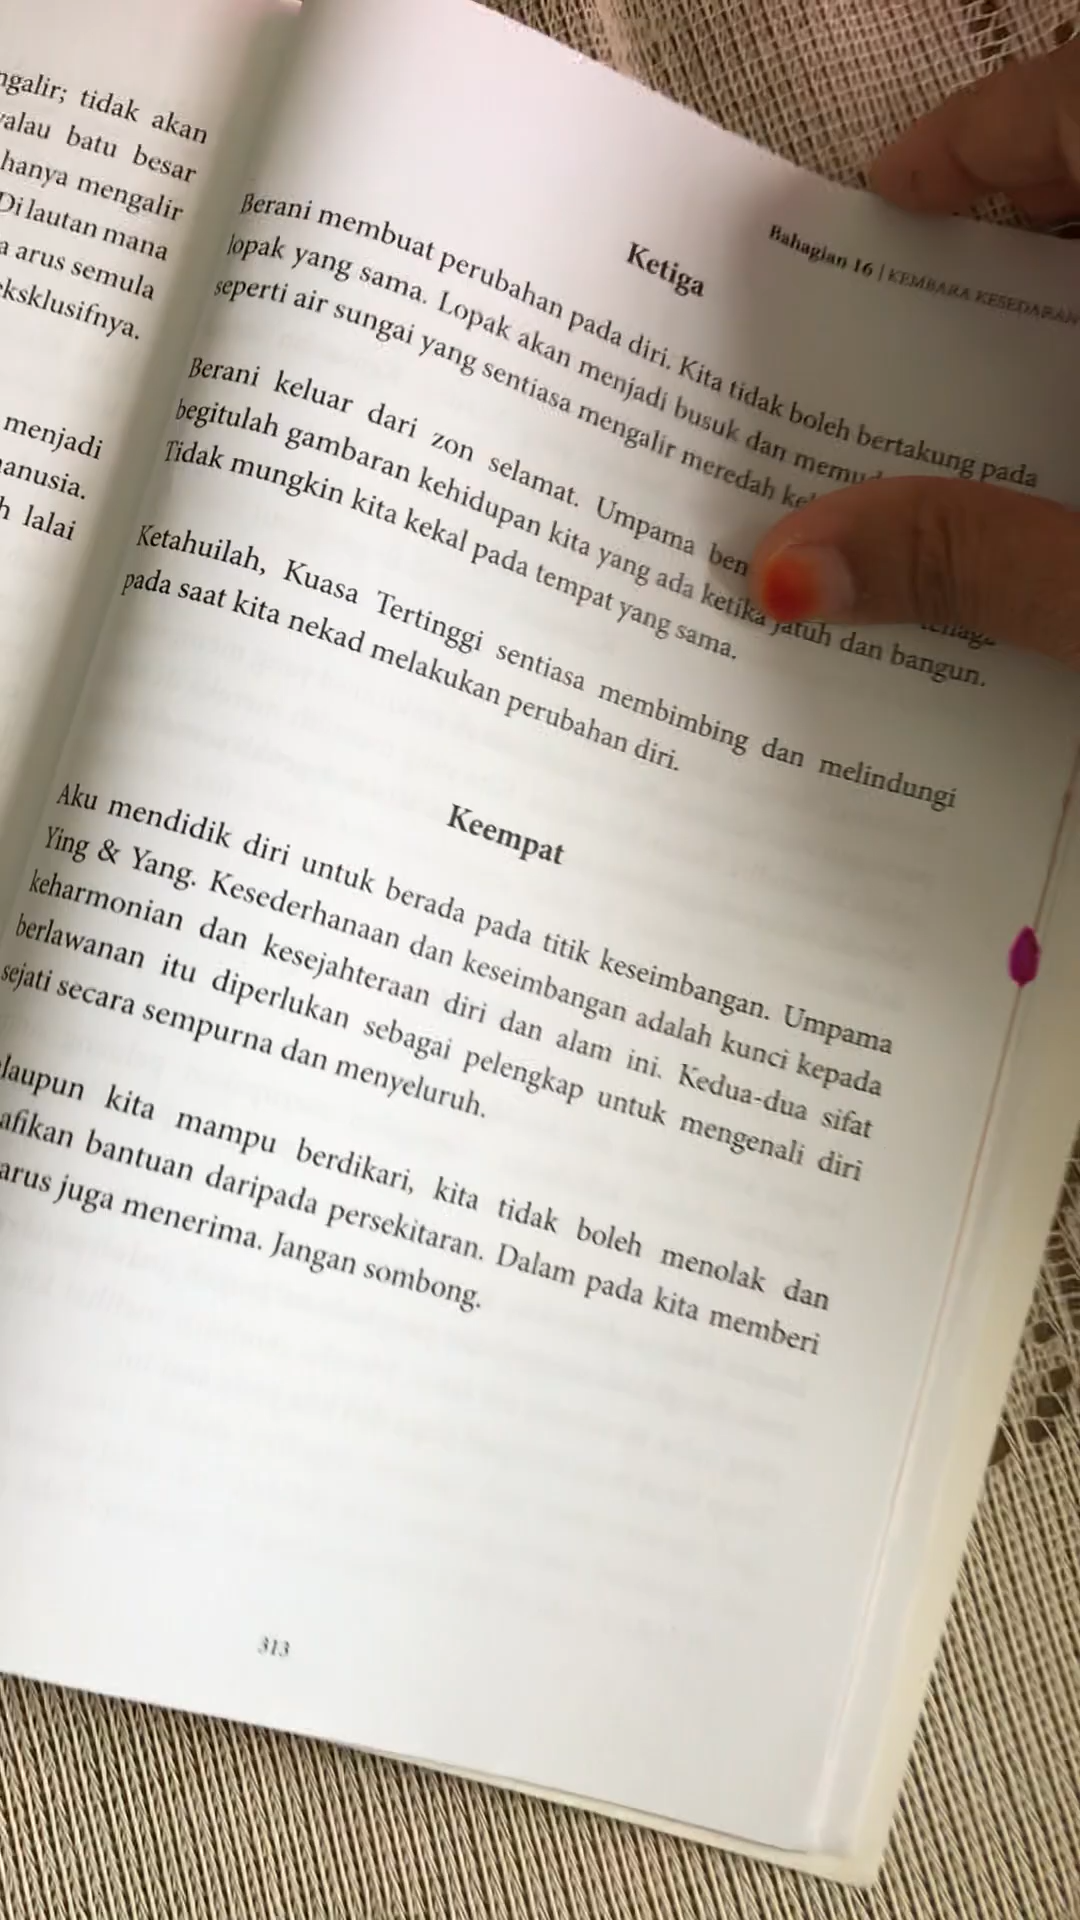 ngalir; tidak akan
walau batu besar
hanya mengalir
Di lautan mana
arus semula
eksklusifnya.
menjadi
manusia.
lalai
Bahagian 16 | KEMBARA KESEDARAN
Ketiga
Berani membuat perubahan pada diri. Kita tidak boleh bertakung pada
lopak yang sama. Lopak akan menjadi busuk dan
seperti air sungai yang sentiasa mengalir meredah
Berani keluar dari zon selamat. Umpama
begitulah gambaran kehidupan kita yang ada ketika jatuh dan bangun.
Tidak mungkin kita kekal pada tempat yang sama.
Ketahuilah, Kuasa Tertinggi sentiasa membimbing dan melindungi
pada saat kita nekad melakukan perubahan diri.
Keempat
Aku mendidik diri untuk berada pada titik keseimbangan. Umpama
Ying & Yang. Kesederhanaan dan keseimbangan adalah kunci kepada
keharmonian dan kesejahteraan diri dan alam ini. Kedua-dua sifat
berlawanan itu diperlukan sebagai pelengkap untuk mengenali diri
sejati secara sempurna dan menyeluruh.
laupun kita mampu berdikari, kita tidak boleh menolak dan
afikan bantuan daripada persekitaran. Dalam pada kita memberi
arus juga menerima. Jangan sombong.
313